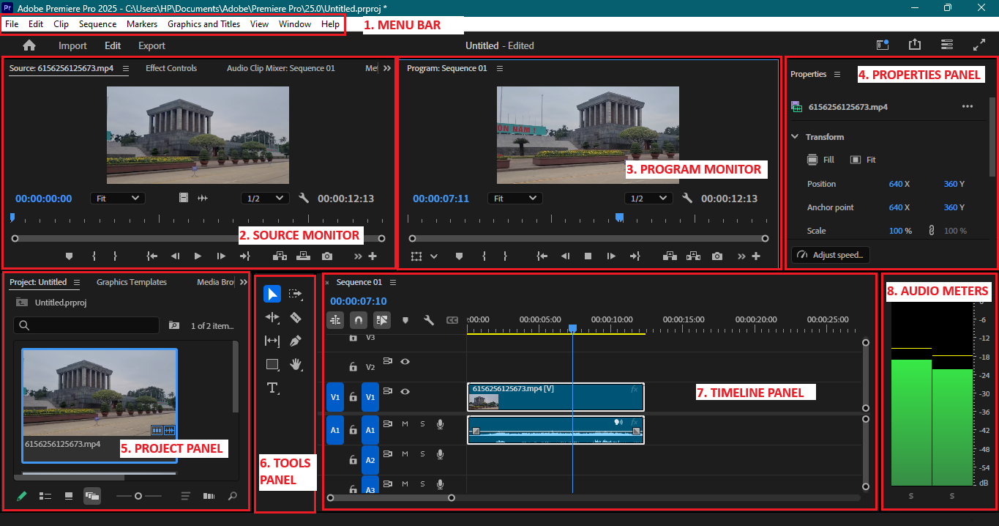 Pr Adobe Premiere Pro 2025 - C:\Users\HP\Documents\Adobe\Premiere Pro\25.0\Untitled.prproj *
File Edit Clip Sequence Markers Graphics and Titles View Window Help
1. MENU BAR
Import Edit Export
Untitled - Edited
Source: 6156256125673.mp4 Effect Controls Audio Clip Mixer: Sequence 01
00:00:00:00 Fit 1/2 00:00:12:13
2. SOURCE MONITOR
Program: Sequence 01
NAM !
3. PROGRAM MONITOR
00:00:07:11 Fit 1/2 00:00:12:13
Properties
4. PROPERTIES PANEL
6156256125673.mp4
Transform
Fill Fit
Position 640 X 360 Y
Anchor point 640 X 360 Y
Scale 100 % 100 %
Adjust speed...
Project: Untitled Graphics Templates Media Bro
Untitled.prproj
1 of 2 item...
6156256125673.mp4
5. PROJECT PANEL
T
6. TOOLS
PANEL
Sequence 01
00:00:07:10
:00:00 00:00:05:00 00:00:10:00 00:00:15:00 00:00:20:00 00:00:25:00
V3
V2
V1 V1
6156256125673.mp4 [V] fx
7. TIMELINE PANEL
A1 A1 M S
fx
A2 M S
A3 M S
8. AUDIO METERS
0
-6
-12
-18
-24
-30
-36
-42
-48
-54
dB
S S